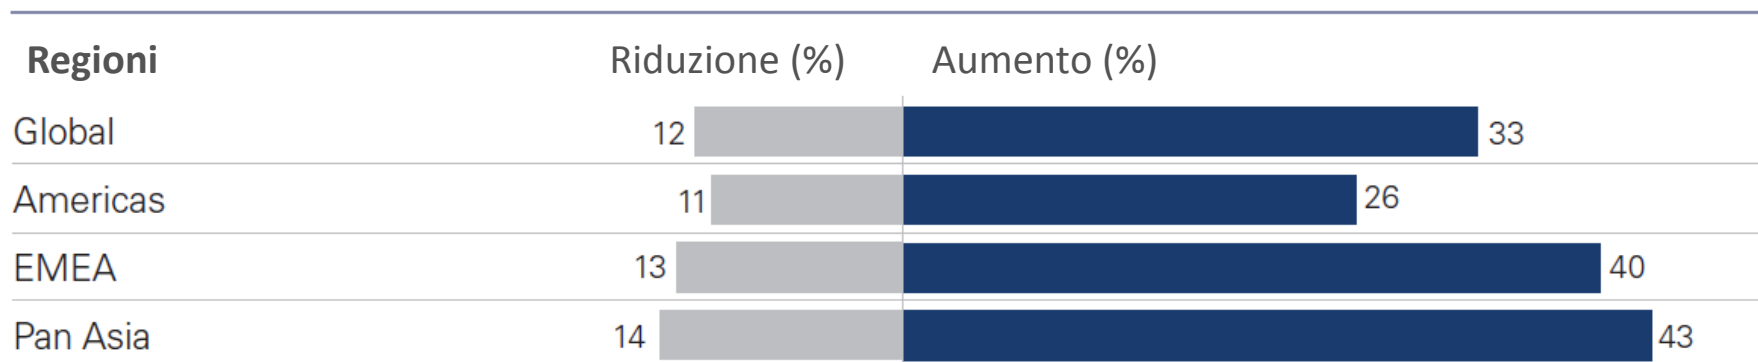 Regioni Riduzione (%) Aumento (%)
Global 12 33
Americas 11 26
EMEA 13 40
Pan Asia 14 43